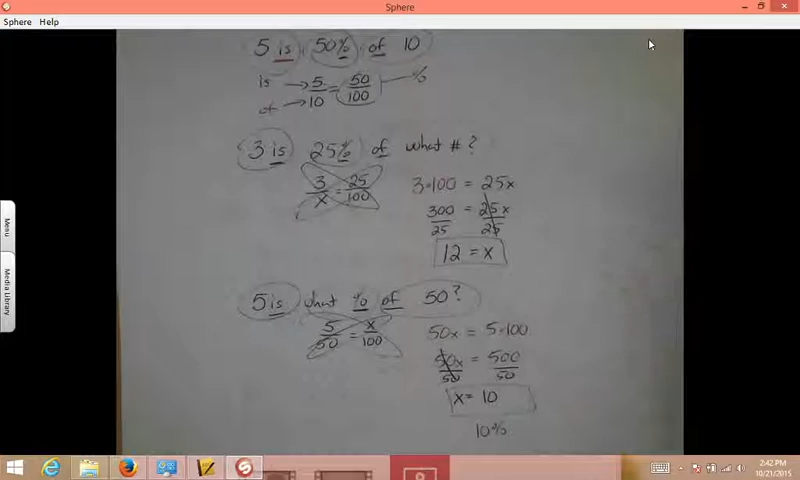 Sphere
Sphere Help
5 is 50% of 10
is → 5/10 = 50/100 — %
of →
3 is 25% of what # ?
3/x = 25/100
3·100 = 25x
300/25 = 25x/25
12 = x
5 is what % of 50?
5/50 = x/100
50x = 5·100
50x/50 = 500/50
x = 10
10%
Menu
Media Library
2:42 PM
10/21/2015